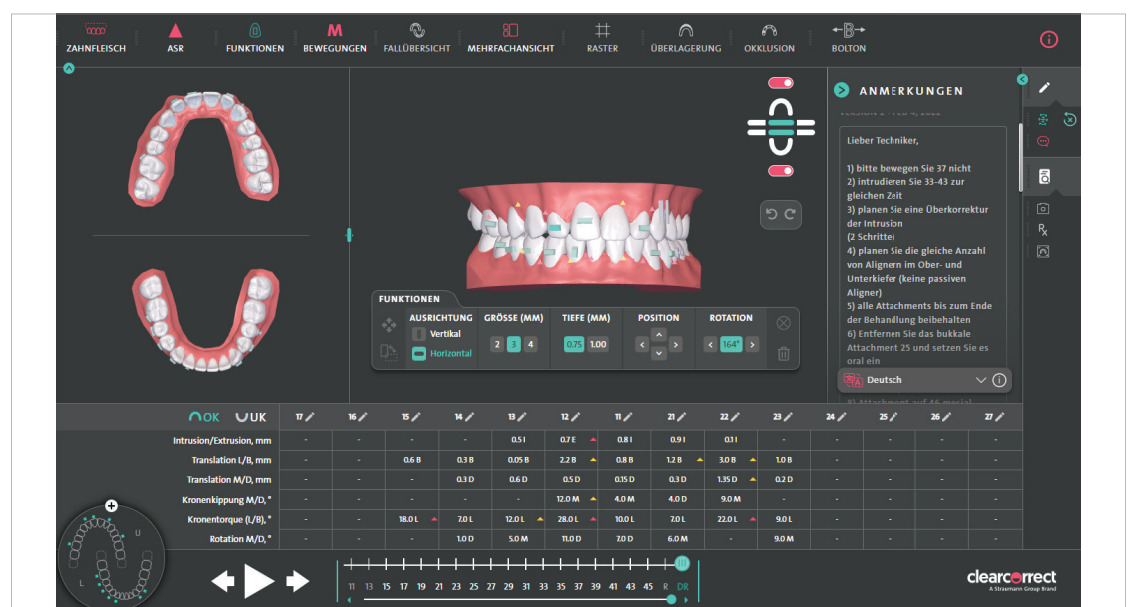 ZAHNFLEISCH ASR FUNKTIONEN BEWEGUNGEN FALLÜBERSICHT MEHRFACHANSICHT RASTER ÜBERLAGERUNG OKKLUSION BOLTON
ANMERKUNGEN
Lieber Techniker,
1) bitte bewegen Sie 37 nicht
2) intrudieren Sie 33-43 zur
gleichen Zeit
3) planen Sie eine Überkorrektur
der Intrusion
(2 Schritte)
4) planen Sie die gleiche Anzahl
von Alignern im Ober- und
Unterkiefer (keine passiven
Aligner)
5) alle Attachments bis zum Ende
der Behandlung beibehalten
6) Entfernen Sie das bukkale
Attachment 25 und setzen Sie es
oral ein
Deutsch
FUNKTIONEN
AUSRICHTUNG GRÖSSE (MM) TIEFE (MM) POSITION ROTATION
Vertikal
2 3 4 0.75 1.00 164°
Horizontal
OK UK 17 16 15 14 13 12 11 21 22 23 24 25 26 27
Intrusion/Extrusion, mm - - - - 0.5 I 0.7 E 0.8 I 0.9 I 0.1 I - - - - -
Translation L/B, mm - - 0.6 B 0.3 B 0.05 B 2.2 B 0.8 B 1.2 B 3.0 B 1.0 B - - - -
Translation M/D, mm - - - 0.3 D 0.6 D 0.5 D 0.15 D 0.3 D 1.35 D 0.2 D - - - -
Kronenkippung M/D, ° - - - - - 12.0 M 4.0 M 4.0 D 9.0 M - - - - -
Kronentorque (L/B), ° - - 18.0 L 7.0 L 12.0 L 28.0 L 10.0 L 7.0 L 22.0 L 9.0 L - - - -
Rotation M/D, ° - - - 1.0 D 5.0 M 11.0 D 7.0 D 6.0 M - 9.0 M - - - -
U
L
11 13 15 17 19 21 23 25 27 29 31 33 35 37 39 41 43 45 R DR
clearcorrect
A Straumann Group Brand